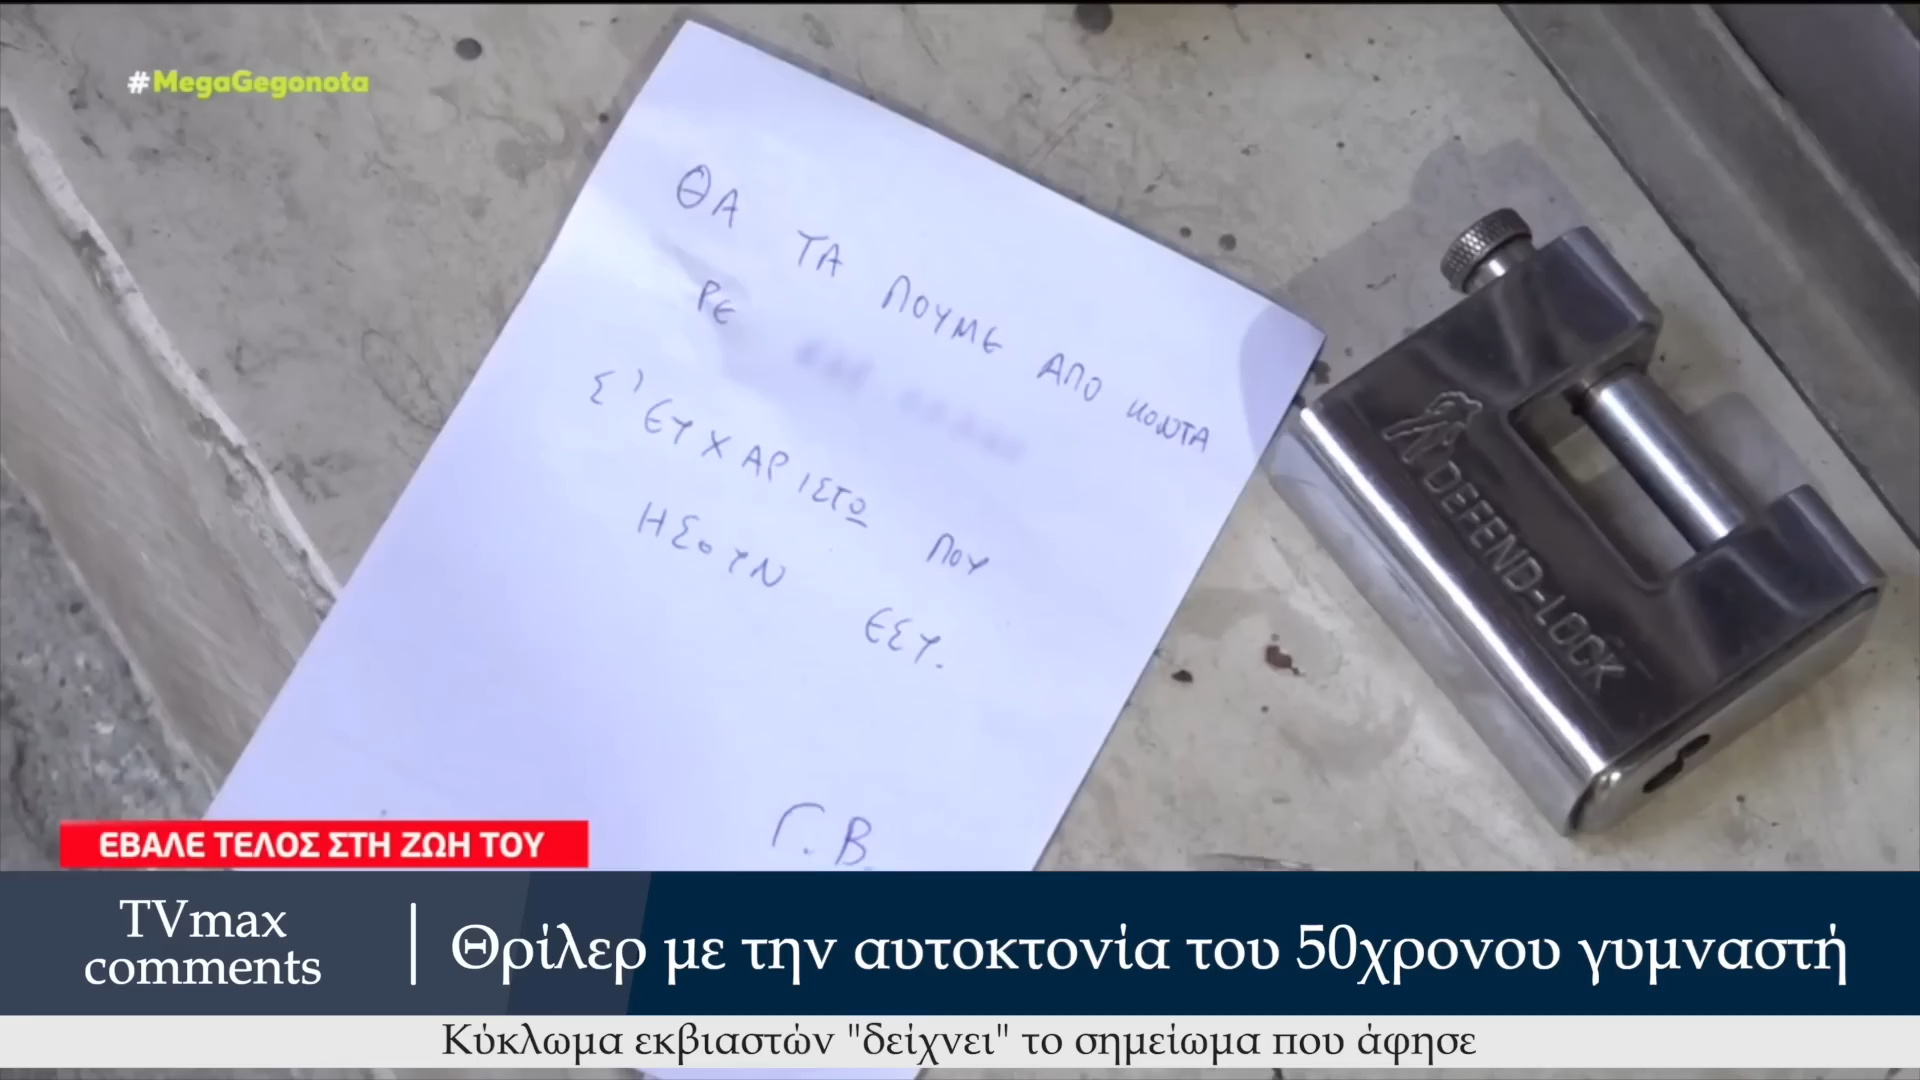 #MegaGegonota
ΘΑ ΤΑ ΠΟΥΜΕ ΑΠΟ ΚΟΝΤΑ
ΡΕ
Σ' ΕΥΧΑΡΙΣΤΩ ΠΟΥ
ΗΣΟΥΝ ΕΣΥ.
Γ.Β.
DEFEND-LOCK
ΕΒΑΛΕ ΤΕΛΟΣ ΣΤΗ ΖΩΗ ΤΟΥ
TVmax
comments
Θρίλερ με την αυτοκτονία του 50χρονου γυμναστή
Κύκλωμα εκβιαστών "δείχνει" το σημείωμα που άφησε